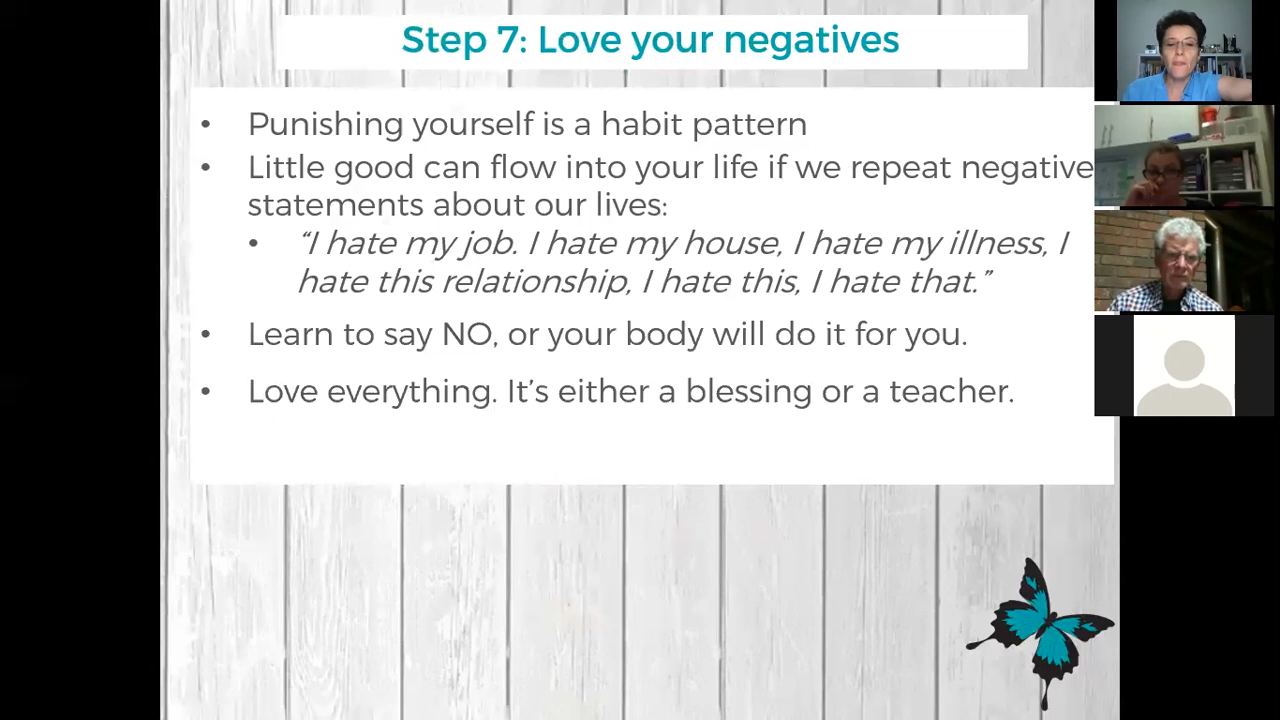 Step 7: Love your negatives
• Punishing yourself is a habit pattern
• Little good can flow into your life if we repeat negative
statements about our lives:
• “I hate my job. I hate my house, I hate my illness, I
hate this relationship, I hate this, I hate that.”
• Learn to say NO, or your body will do it for you.
• Love everything. It’s either a blessing or a teacher.